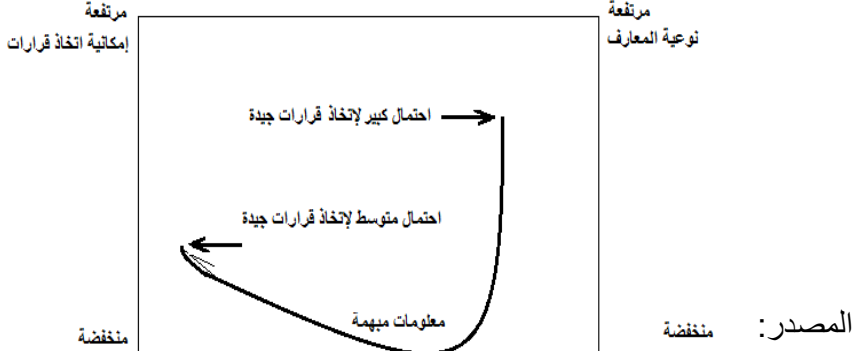 مرتفعة
مرتفعة
نوعية المعارف
إمكانية اتخاذ قرارات
احتمال كبير لإتخاذ قرارات جيدة
احتمال متوسط لإتخاذ قرارات جيدة
معلومات مبهمة
المصدر:
منخفضة
منخفضة